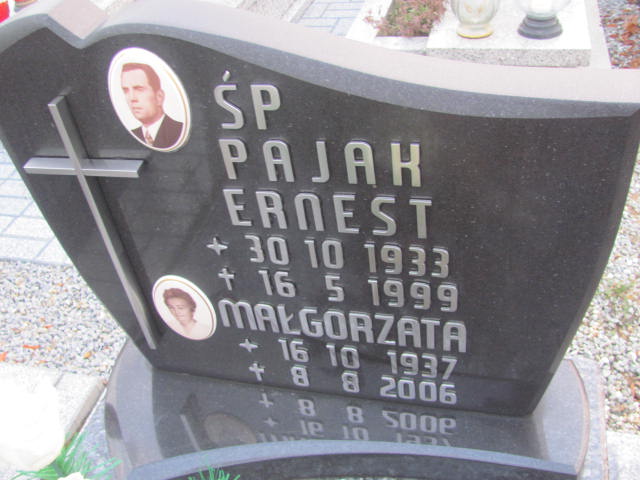 ŚP
PAJAK
ERNEST
+ 30 10 1933
† 16 5 1999
MAŁGORZATA
+ 16 10 1937
† 8 8 2006